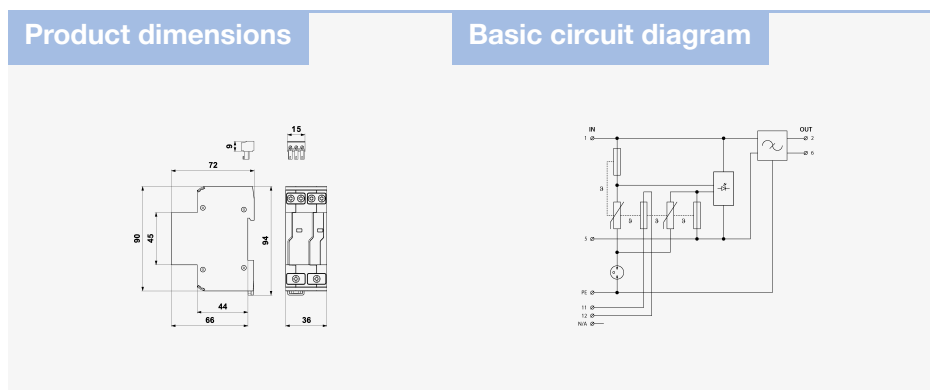 Product dimensions
Basic circuit diagram
15
9
72
90
45
94
44
66
36
IN
OUT
1
2
6
ϑ
ϑ
ϑ
ϑ
5
PE
11
12
N/A